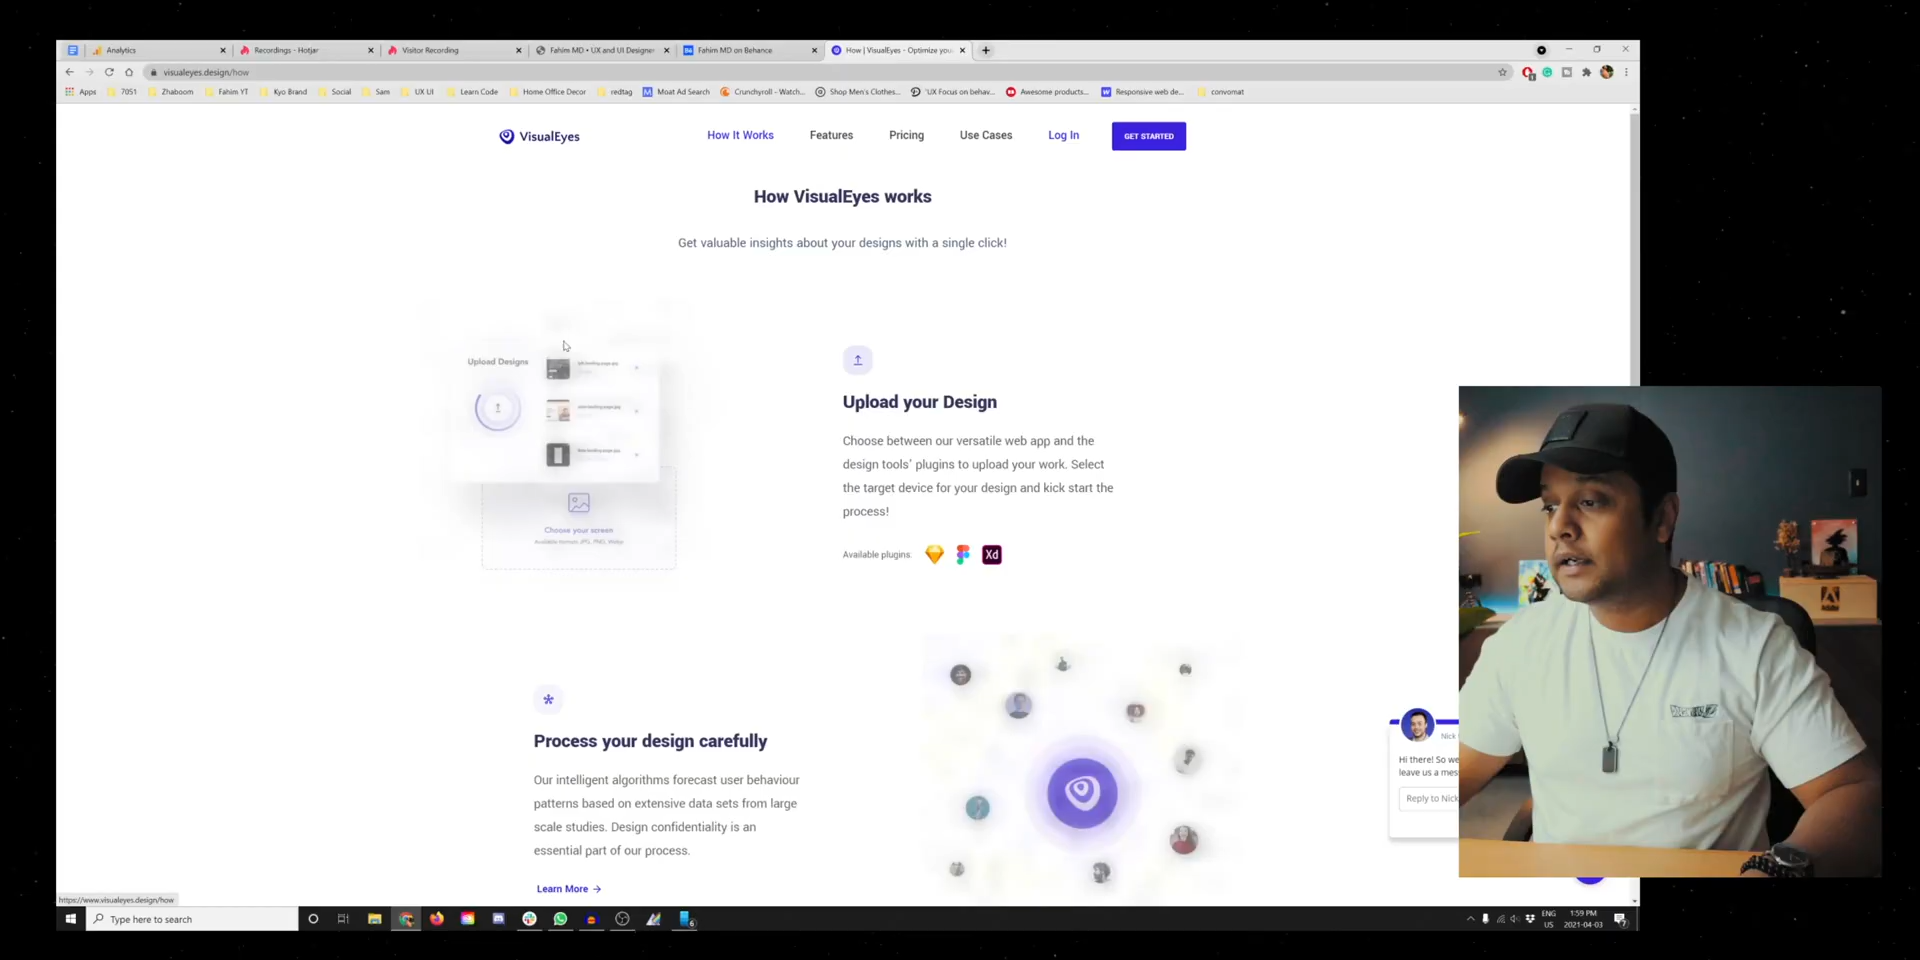 Analytics
Recordings - Hotjar
Visitor Recording
Fahim MD • UX and UI Designer
Fahim MD on Behance
How | VisualEyes - Optimize your
visualeyes.design/how
Apps
7051
Zhaboom
Fahim YT
Kyo Brand
Social
Sam
UX UI
Learn Code
Home Office Decor
redtag
Moat Ad Search
Crunchyroll - Watch...
Shop Men's Clothes...
'UX Focus on behav...
Awesome products...
Responsive web de...
convomat
VisualEyes
How It Works
Features
Pricing
Use Cases
Log In
GET STARTED
How VisualEyes works
Get valuable insights about your designs with a single click!
Upload Designs
Choose your screen
Upload your Design
Choose between our versatile web app and the
design tools' plugins to upload your work. Select
the target device for your design and kick start the
process!
Available plugins:
Xd
Process your design carefully
Our intelligent algorithms forecast user behaviour
patterns based on extensive data sets from large
scale studies. Design confidentiality is an
essential part of our process.
Learn More →
Nick
Hi there! So we
leave us a mes
Reply to Nick
https://www.visualeyes.design/how
Type here to search
ENG
US
1:59 PM
2021-04-03